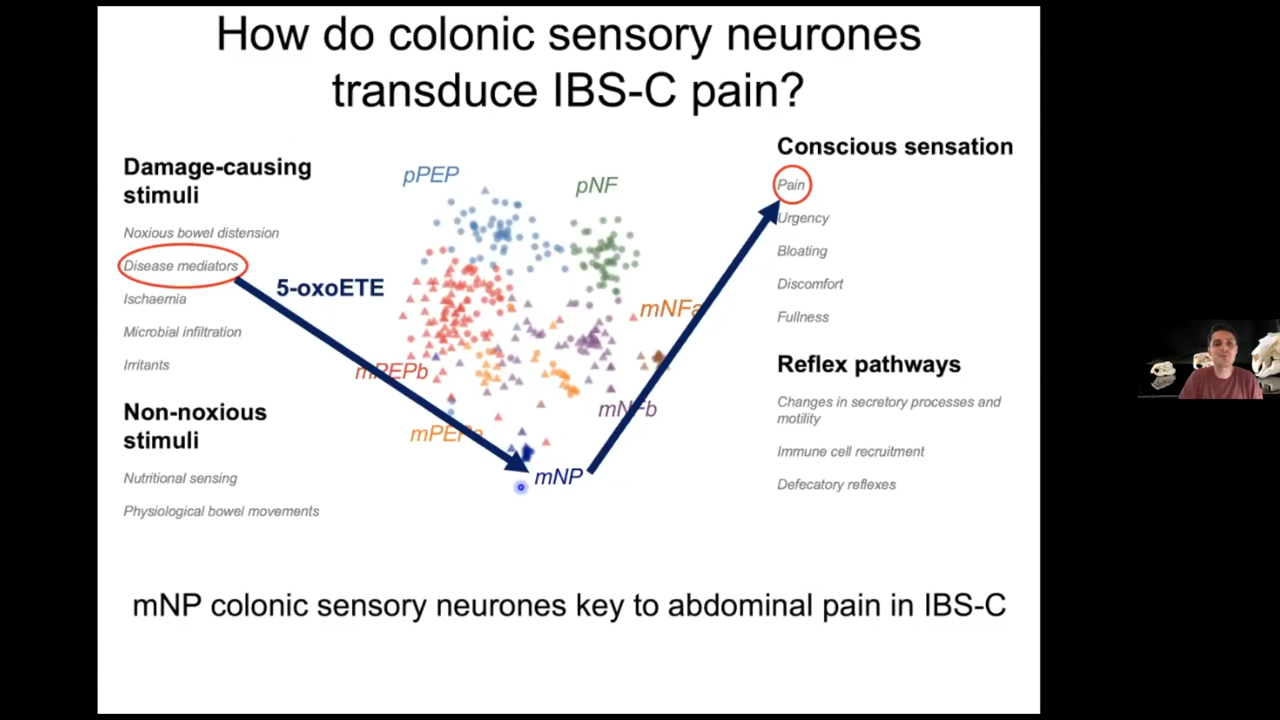 How do colonic sensory neurones
transduce IBS-C pain?
Damage-causing
stimuli
Noxious bowel distension
Disease mediators
Ischaemia
Microbial infiltration
Irritants
Non-noxious
stimuli
Nutritional sensing
Physiological bowel movements
5-oxoETE
pPEP
pNF
mNFa
mPEPb
mNFb
mPEPa
mNP
Conscious sensation
Pain
Urgency
Bloating
Discomfort
Fullness
Reflex pathways
Changes in secretory processes and
motility
Immune cell recruitment
Defecatory reflexes
mNP colonic sensory neurones key to abdominal pain in IBS-C